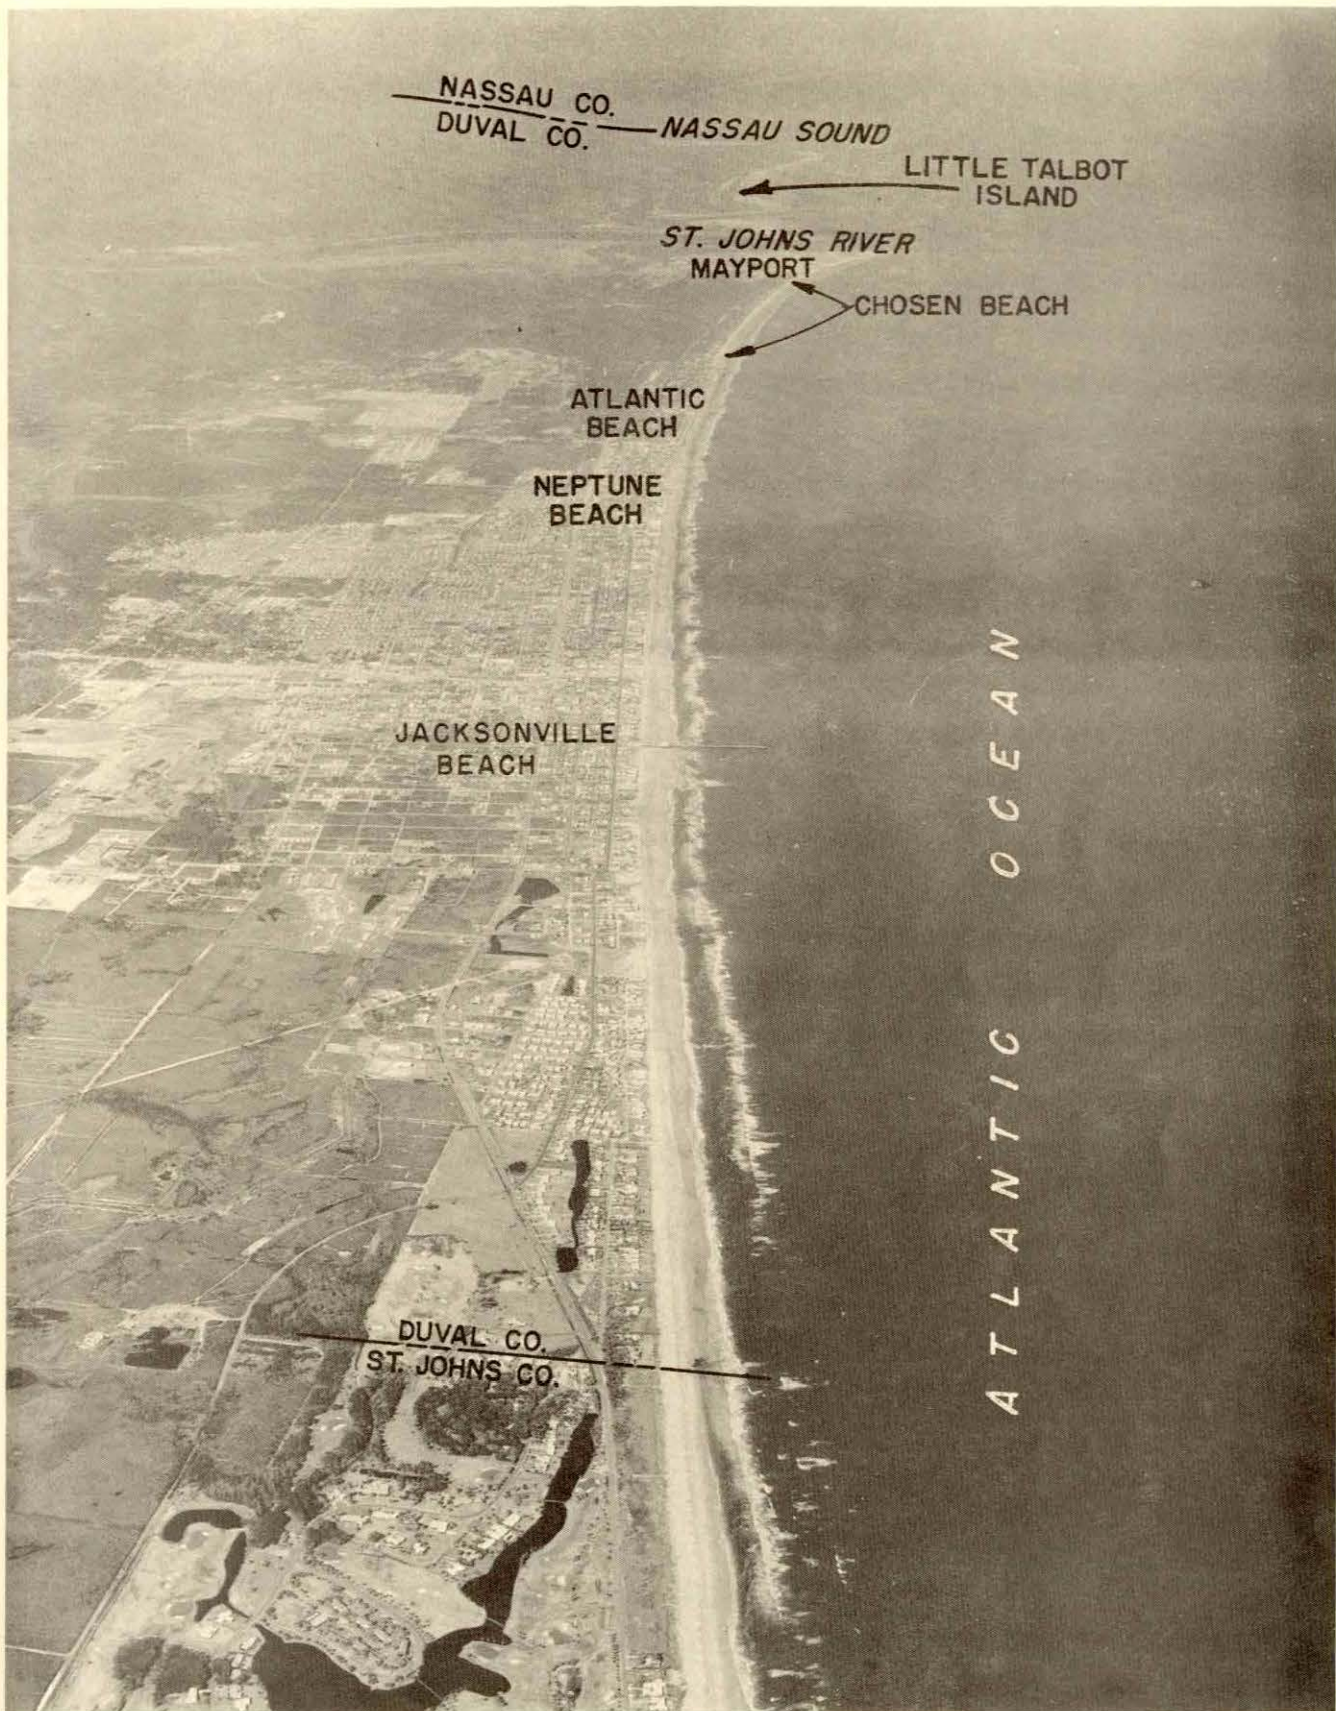 NASSAU CO.
DUVAL CO.
NASSAU SOUND
LITTLE TALBOT
ISLAND
ST. JOHNS RIVER
MAYPORT
CHOSEN BEACH
ATLANTIC
BEACH
NEPTUNE
BEACH
JACKSONVILLE
BEACH
ATLANTIC OCEAN
DUVAL CO.
ST. JOHNS CO.